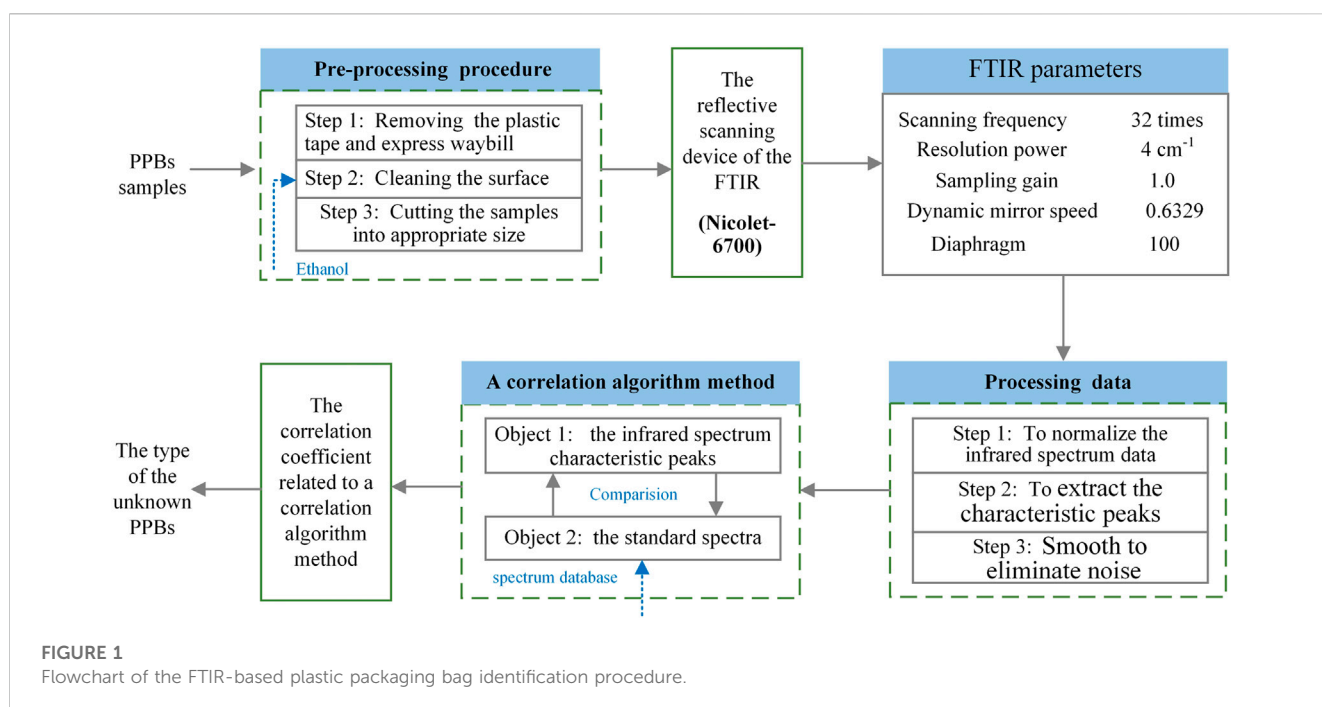 Pre-processing procedure
PPBs
samples
Step 1: Removing the plastic
tape and express waybill
Step 2: Cleaning the surface
Step 3: Cutting the samples
into appropriate size
Ethanol
The
reflective
scanning
device of the
FTIR
(Nicolet-
6700)
FTIR parameters
Scanning frequency 32 times
Resolution power 4 cm⁻¹
Sampling gain 1.0
Dynamic mirror speed 0.6329
Diaphragm 100
Processing data
Step 1: To normalize the
infrared spectrum data
Step 2: To extract the
characteristic peaks
Step 3: Smooth to
eliminate noise
A correlation algorithm method
Object 1: the infrared spectrum
characteristic peaks
Comparision
Object 2: the standard spectra
spectrum database
The
correlation
coefficient
related to a
correlation
algorithm
method
The type
of the
unknown
PPBs
FIGURE 1
Flowchart of the FTIR-based plastic packaging bag identification procedure.